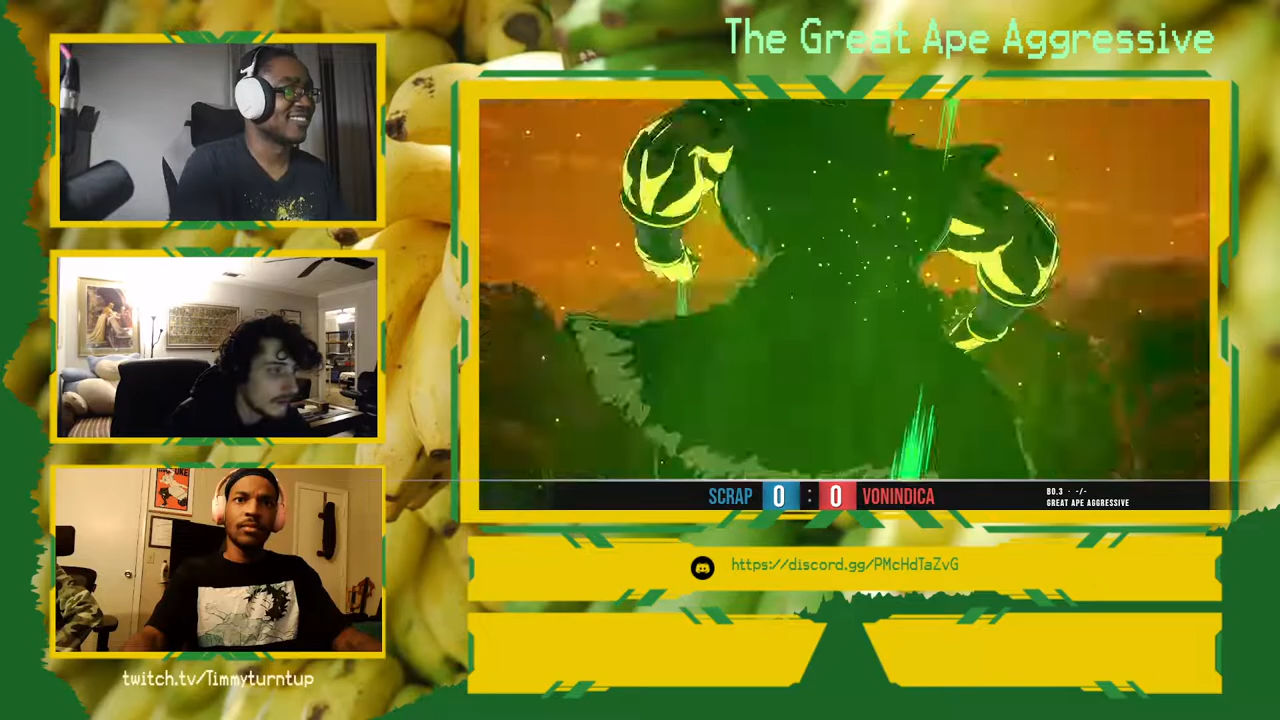 The Great Ape Aggressive
SCRAP 0 : 0 VONINDICA
BO.3 · -/-
GREAT APE AGGRESSIVE
https://discord.gg/PMcHdTaZvG
twitch.tv/Timmyturntup